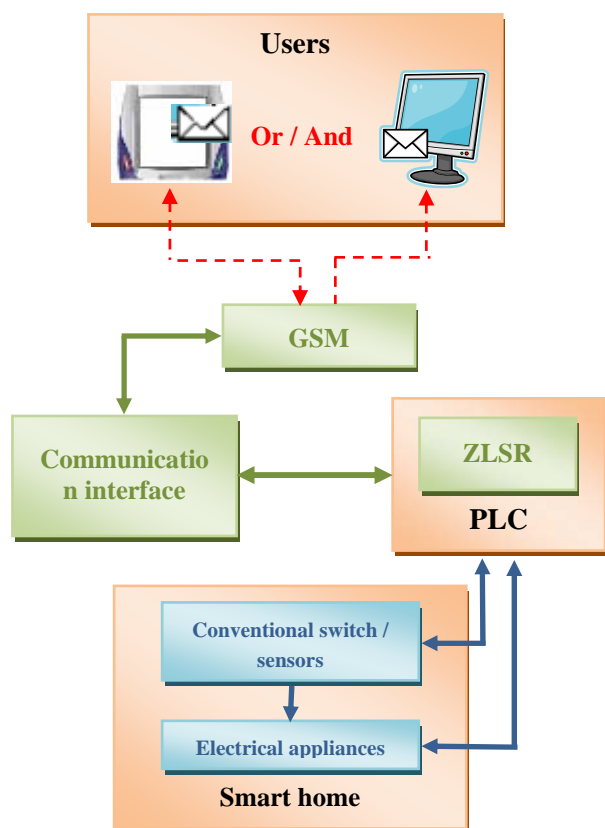 Users
Or / And
GSM
Communicatio
n interface
ZLSR
PLC
Conventional switch /
sensors
Electrical appliances
Smart home